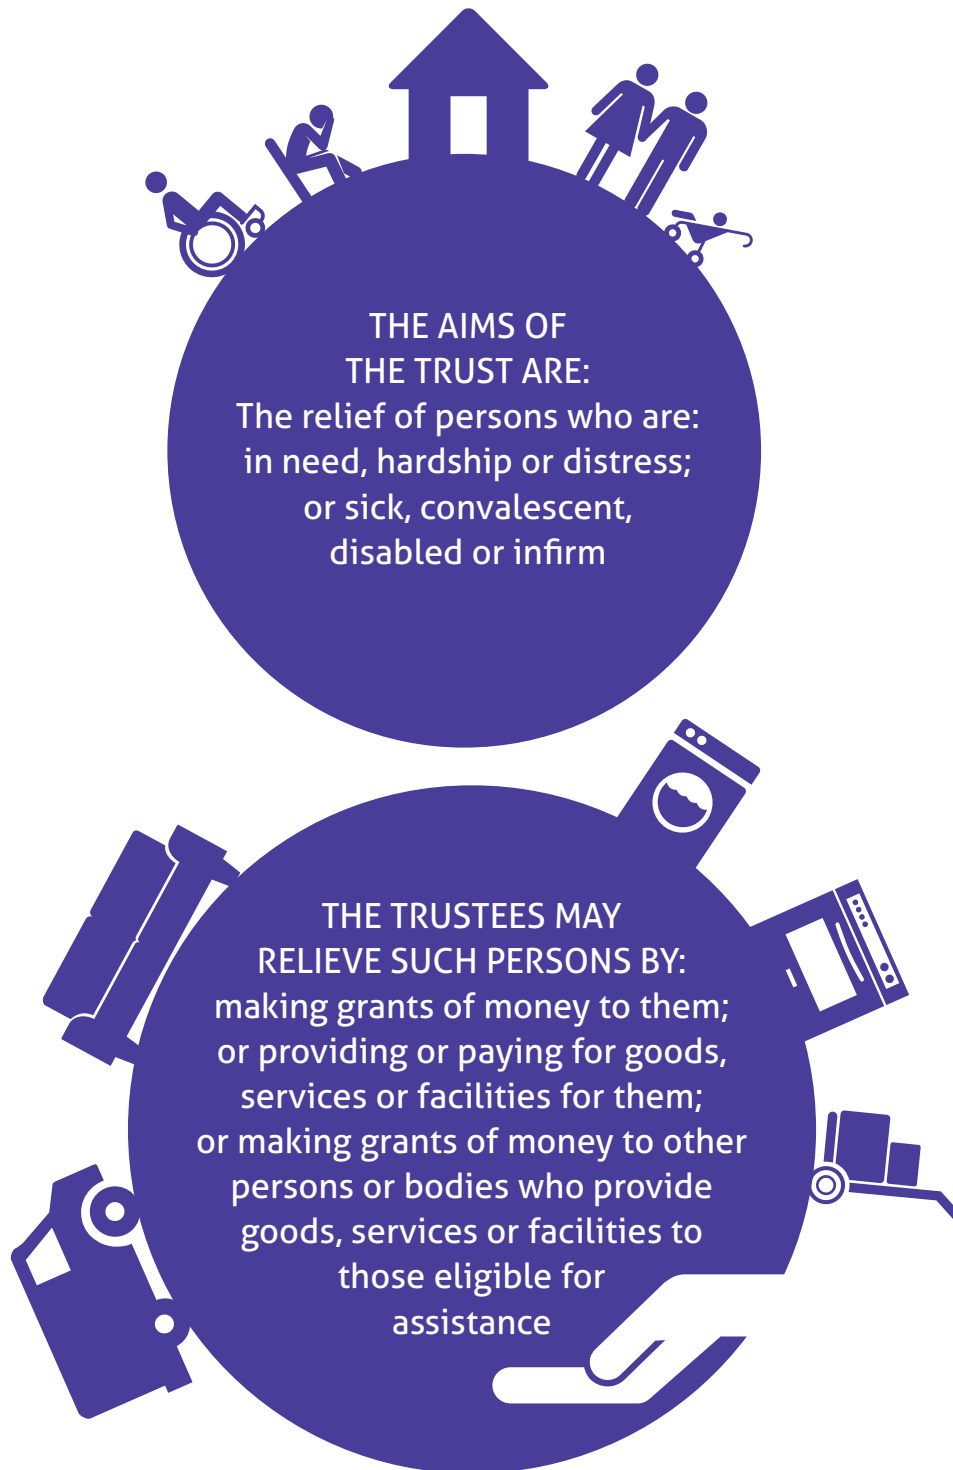 THE AIMS OF
THE TRUST ARE:
The relief of persons who are:
in need, hardship or distress;
or sick, convalescent,
disabled or infirm
THE TRUSTEES MAY
RELIEVE SUCH PERSONS BY:
making grants of money to them;
or providing or paying for goods,
services or facilities for them;
or making grants of money to other
persons or bodies who provide
goods, services or facilities to
those eligible for
assistance